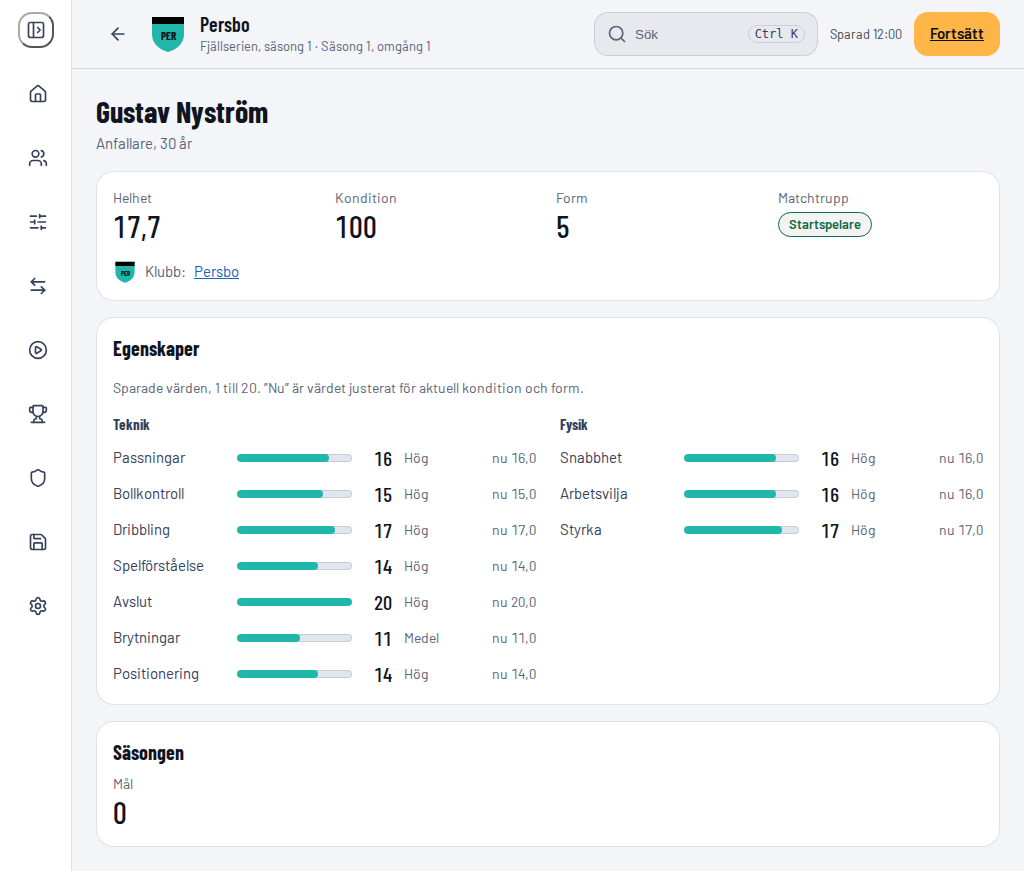 PER
Persbo
Fjällserien, säsong 1 · Säsong 1, omgång 1
Sök
Ctrl K
Sparad 12:00
Fortsätt
Gustav Nyström
Anfallare, 30 år
Helhet
17,7
Kondition
100
Form
5
Matchtrupp
Startspelare
PER
Klubb: Persbo
Egenskaper
Sparade värden, 1 till 20. ”Nu” är värdet justerat för aktuell kondition och form.
Teknik
Passningar 16 Hög nu 16,0
Bollkontroll 15 Hög nu 15,0
Dribbling 17 Hög nu 17,0
Spelförståelse 14 Hög nu 14,0
Avslut 20 Hög nu 20,0
Brytningar 11 Medel nu 11,0
Positionering 14 Hög nu 14,0
Fysik
Snabbhet 16 Hög nu 16,0
Arbetsvilja 16 Hög nu 16,0
Styrka 17 Hög nu 17,0
Säsongen
Mål
0